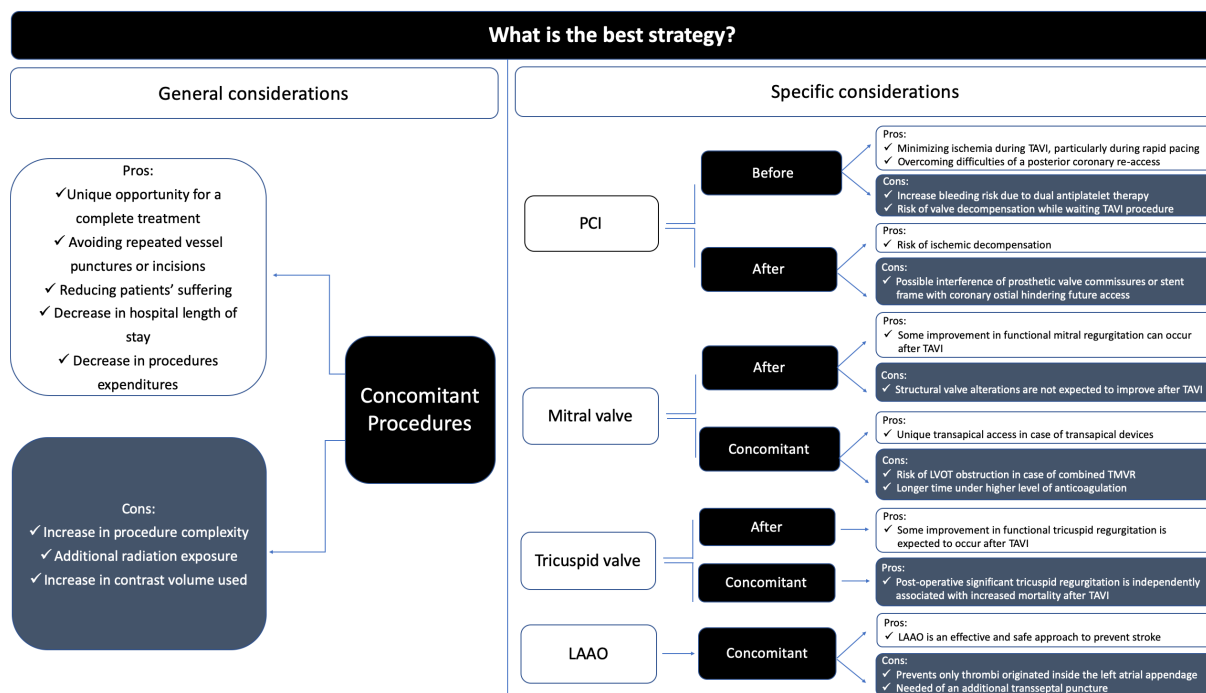 What is the best strategy?
General considerations
Pros:
✓Unique opportunity for a
complete treatment
✓ Avoiding repeated vessel
punctures or incisions
✓ Reducing patients' suffering
✓ Decrease in hospital length of
stay
✓ Decrease in procedures
expenditures
Concomitant
Procedures
Cons:
✓ Increase in procedure complexity
✓ Additional radiation exposure
✓ Increase in contrast volume used
Specific considerations
PCI
Before
Pros:
✓ Minimizing ischemia during TAVI, particularly during rapid pacing
✓ Overcoming difficulties of a posterior coronary re-access
Cons:
✓ Increase bleeding risk due to dual antiplatelet therapy
✓ Risk of valve decompensation while waiting TAVI procedure
After
Pros:
✓ Risk of ischemic decompensation
Cons:
✓ Possible interference of prosthetic valve commissures or stent
frame with coronary ostial hindering future access
Mitral valve
After
Pros:
✓ Some improvement in functional mitral regurgitation can occur
after TAVI
Cons:
✓ Structural valve alterations are not expected to improve after TAVI
Concomitant
Pros:
✓ Unique transapical access in case of transapical devices
Cons:
✓ Risk of LVOT obstruction in case of combined TMVR
✓ Longer time under higher level of anticoagulation
Tricuspid valve
After
Pros:
✓ Some improvement in functional tricuspid regurgitation is
expected to occur after TAVI
Concomitant
Pros:
✓ Post-operative significant tricuspid regurgitation is independently
associated with increased mortality after TAVI
LAAO
Concomitant
Pros:
✓ LAAO is an effective and safe approach to prevent stroke
Cons:
✓ Prevents only thrombi originated inside the left atrial appendage
✓ Needed of an additional transseptal puncture